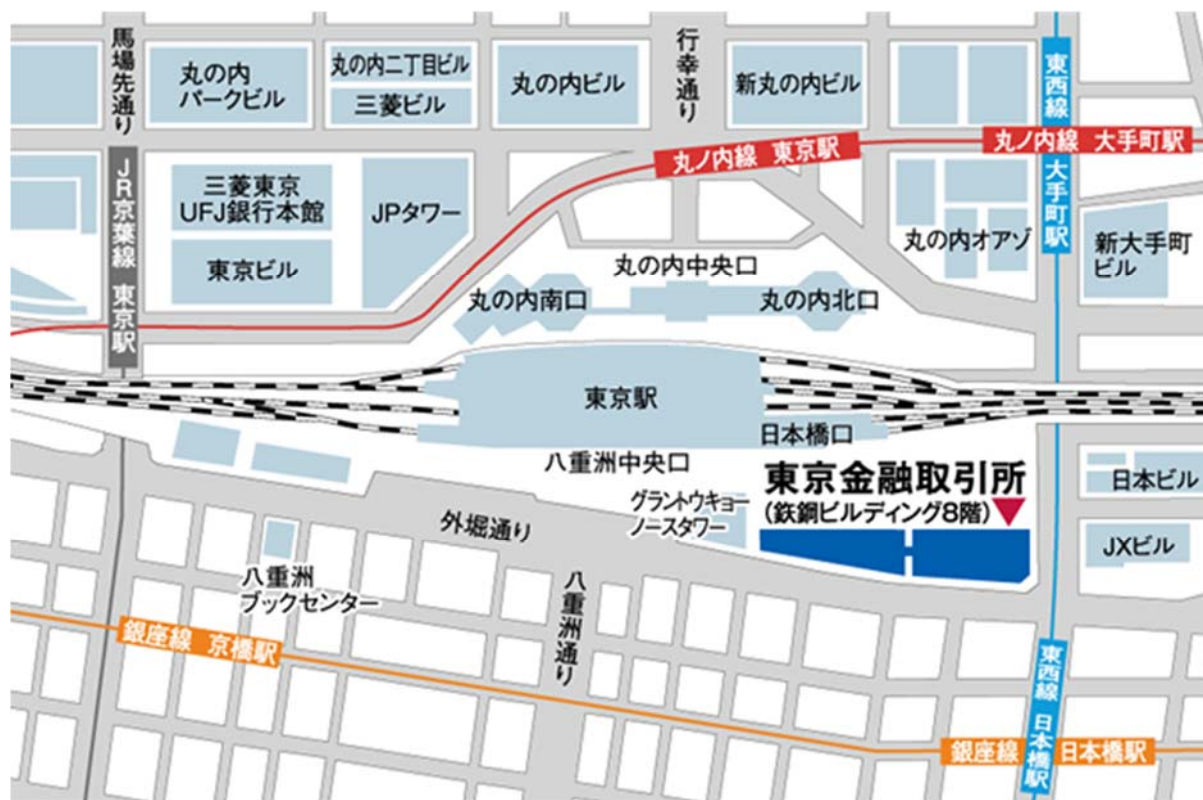 馬場先通り
丸の内
パークビル
丸の内二丁目ビル
三菱ビル
丸の内ビル
行幸通り
新丸の内ビル
東西線 大手町駅
丸ノ内線 東京駅
丸ノ内線 大手町駅
JR京葉線 東京駅
三菱東京
UFJ銀行本館
JPタワー
東京ビル
丸の内オアゾ
新大手町
ビル
丸の内中央口
丸の内南口
丸の内北口
東京駅
日本橋口
八重洲中央口
東京金融取引所
(鉄鋼ビルディング8階)
グラントウキョー
ノースタワー
日本ビル
JXビル
外堀通り
八重洲
ブックセンター
八重洲通り
銀座線 京橋駅
東西線 日本橋駅
銀座線 日本橋駅